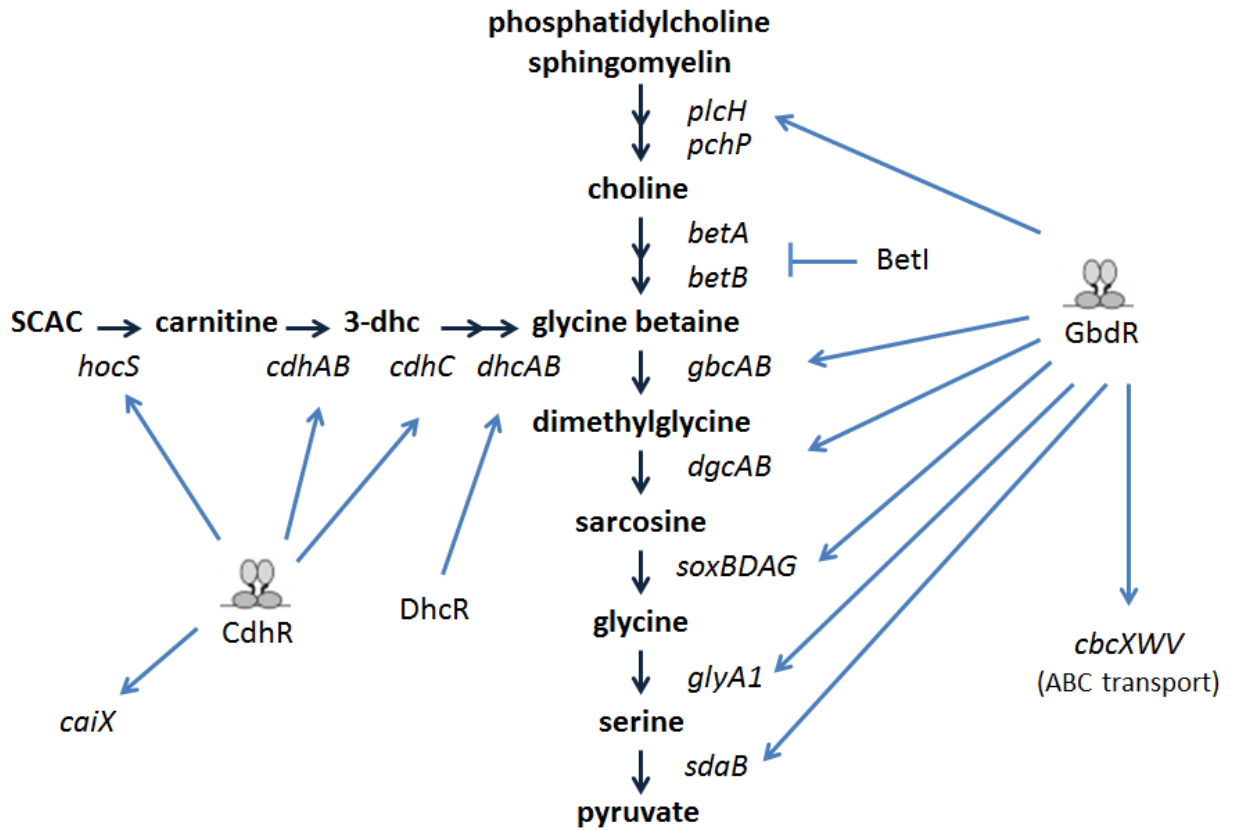 phosphatidylcholine
sphingomyelin
plcH
pchP
choline
betA
betB
BetI
GbdR
SCAC
carnitine
3-dhc
glycine betaine
hocS
cdhAB
cdhC
dhcAB
gbcAB
dimethylglycine
dgcAB
sarcosine
soxBDAG
CdhR
DhcR
glycine
cbcXWV
(ABC transport)
glyA1
caiX
serine
sdaB
pyruvate